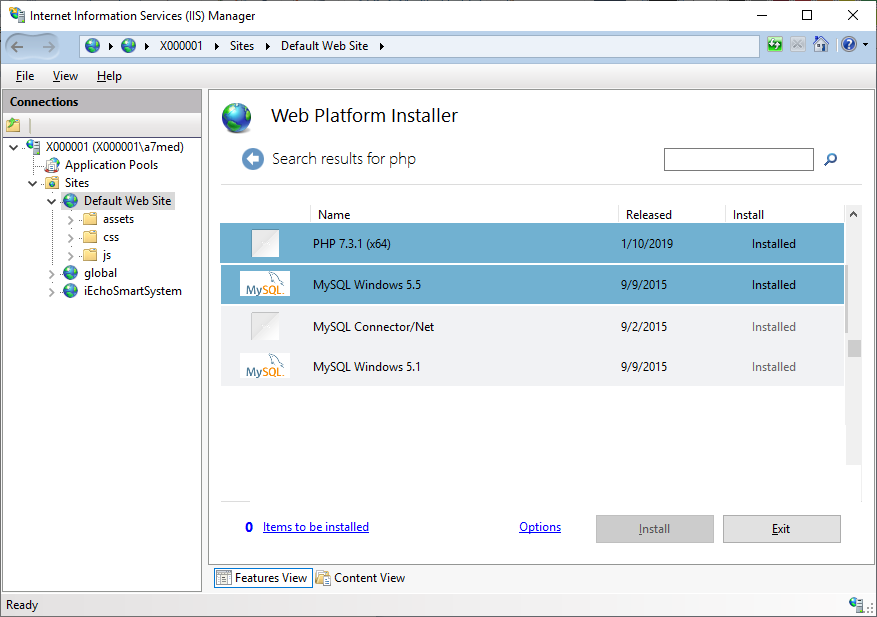 Internet Information Services (IIS) Manager
X000001 Sites Default Web Site
File View Help
Connections
X000001 (X000001\a7med)
Application Pools
Sites
Default Web Site
assets
css
js
global
iEchoSmartSystem
Web Platform Installer
Search results for php
Name Released Install
PHP 7.3.1 (x64) 1/10/2019 Installed
MySQL MySQL Windows 5.5 9/9/2015 Installed
MySQL Connector/Net 9/2/2015 Installed
MySQL MySQL Windows 5.1 9/9/2015 Installed
0 Items to be installed Options Install Exit
Features View Content View
Ready